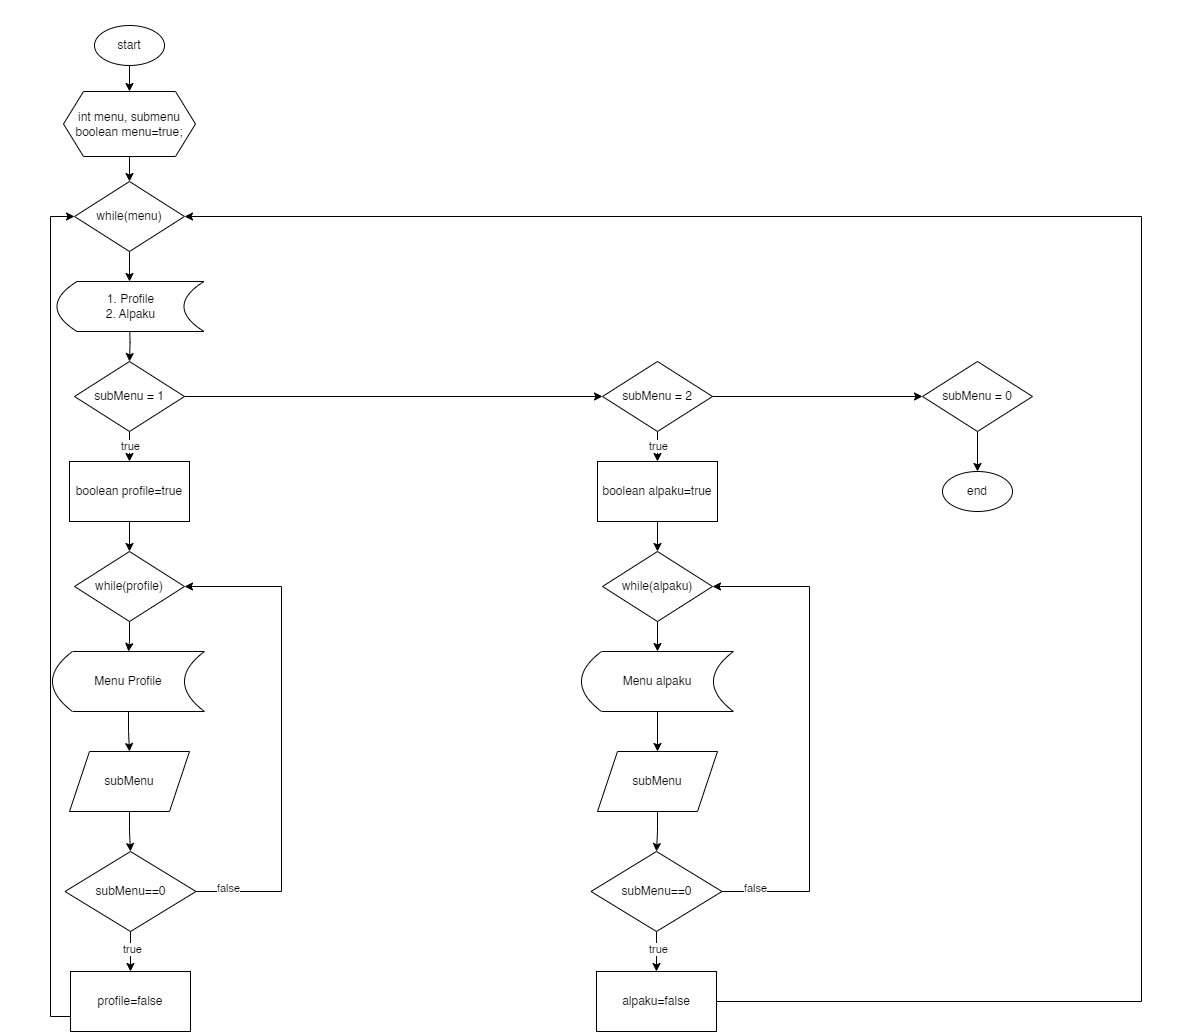 start
int menu, submenu
boolean menu=true;
while(menu)
1. Profile
2. Alpaku
subMenu = 1
subMenu = 2
subMenu = 0
true
true
boolean profile=true
boolean alpaku=true
end
while(profile)
while(alpaku)
Menu Profile
Menu alpaku
subMenu
subMenu
subMenu==0
false
subMenu==0
false
true
true
profile=false
alpaku=false